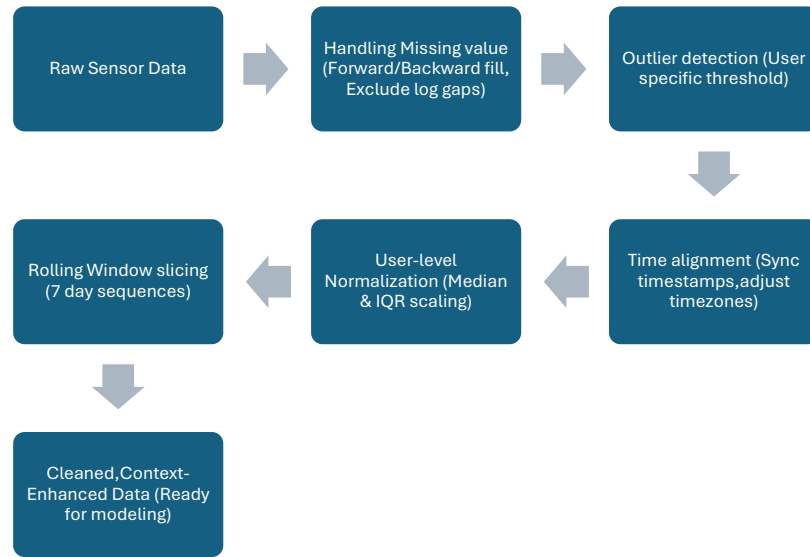 Raw Sensor Data
Handling Missing value
(Forward/Backward fill,
Exclude log gaps)
Outlier detection (User
specific threshold)
Time alignment (Sync
timestamps,adjust
timezones)
User-level
Normalization (Median
& IQR scaling)
Rolling Window slicing
(7 day sequences)
Cleaned,Context-
Enhanced Data (Ready
for modeling)